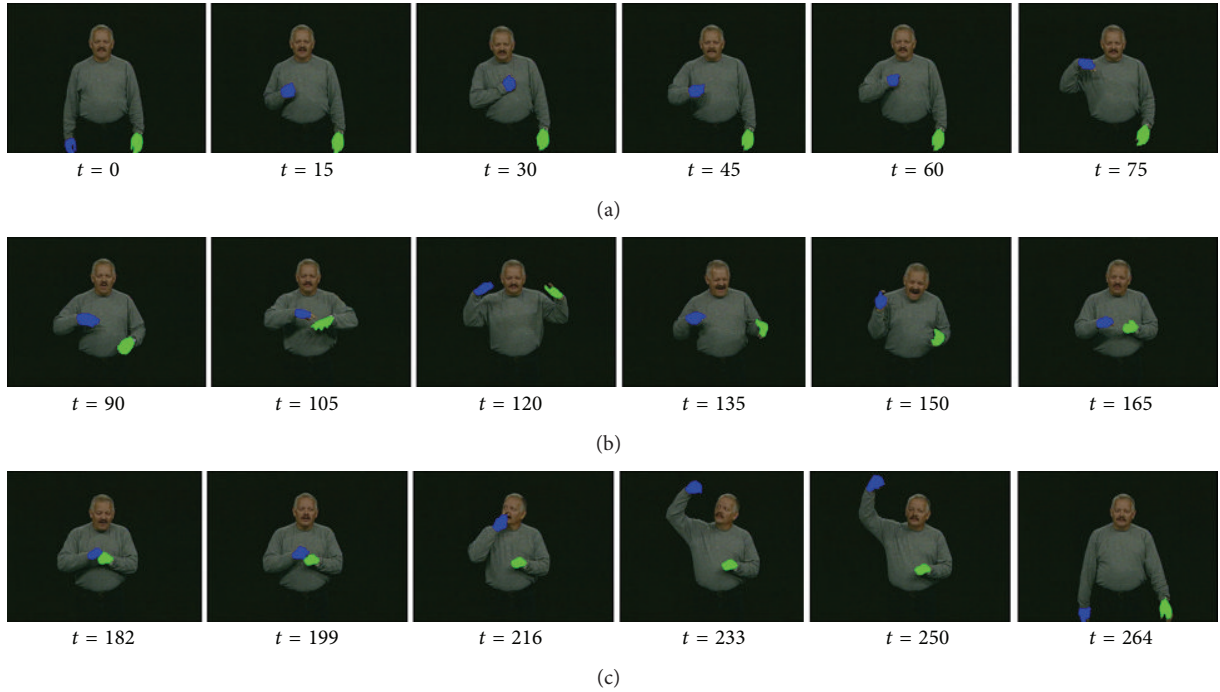 t = 0 t = 15 t = 30 t = 45 t = 60 t = 75
(a)
t = 90 t = 105 t = 120 t = 135 t = 150 t = 165
(b)
t = 182 t = 199 t = 216 t = 233 t = 250 t = 264
(c)